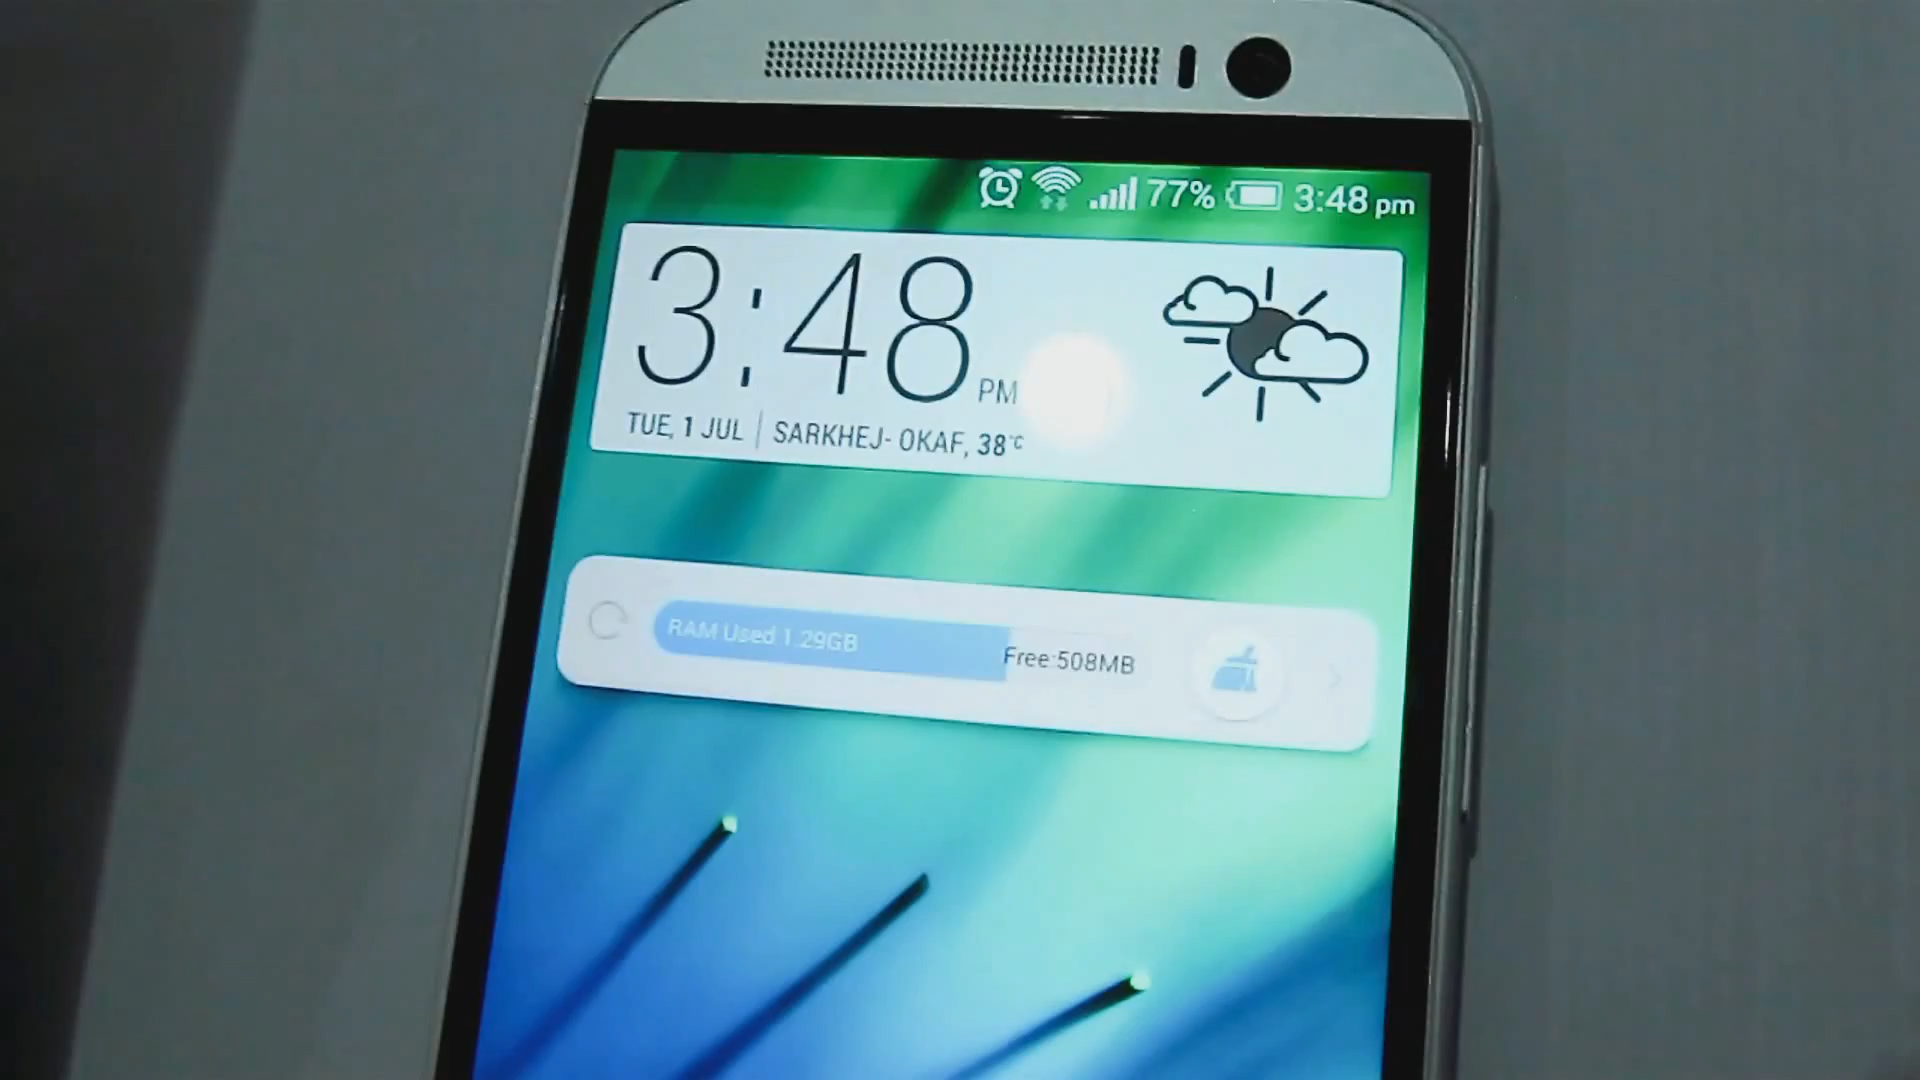 77% 3:48 pm
3:48 PM
TUE, 1 JUL | SARKHEJ- OKAF, 38°C
RAM Used 1.29GB
Free:508MB